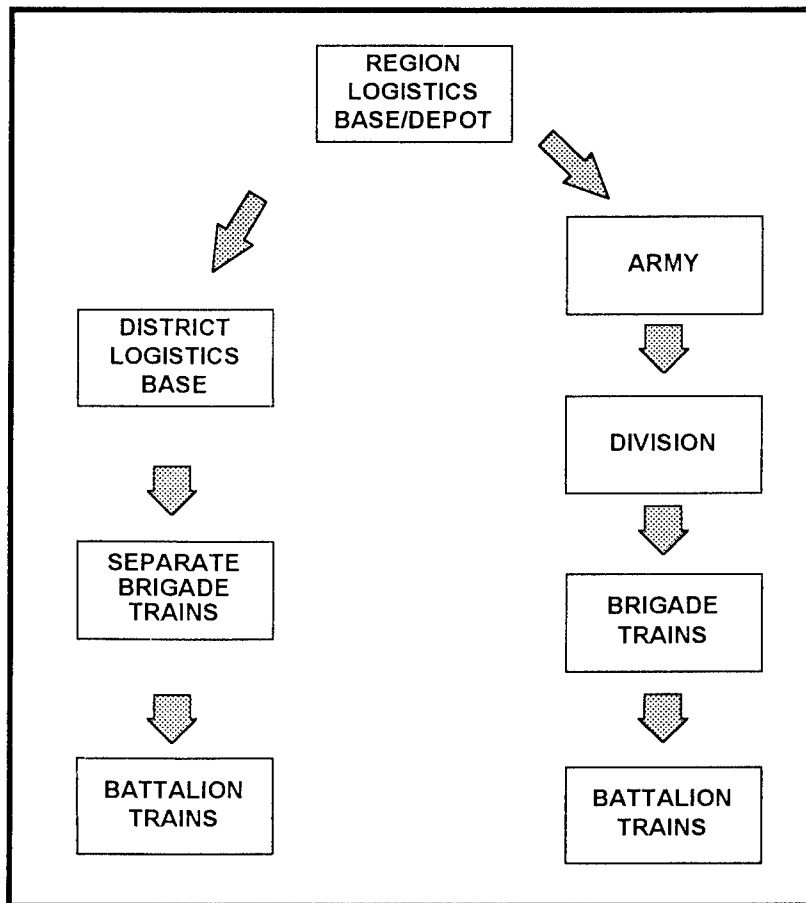 REGION
LOGISTICS
BASE/DEPOT
ARMY
DISTRICT
LOGISTICS
BASE
DIVISION
SEPARATE
BRIGADE
TRAINS
BRIGADE
TRAINS
BATTALION
TRAINS
BATTALION
TRAINS